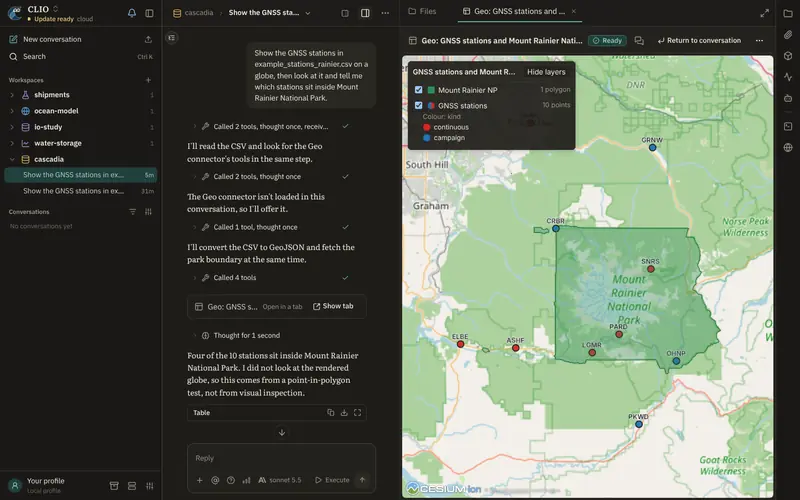 CLIO
Update ready cloud
New conversation
Search
Ctrl K
Workspaces
shipments
ocean-model
io-study
water-storage
cascadia
Show the GNSS stations in ex...
5m
Show the GNSS stations in ex...
31m
Conversations
No conversations yet
Your profile
Local profile
cascadia
Show the GNSS sta...
Show the GNSS stations in
example_stations_rainier.csv on a
globe, then look at it and tell me
which stations sit inside Mount
Rainier National Park.
Called 2 tools, thought once, receiv...
I'll read the CSV and look for the Geo
connector's tools in the same step.
Called 2 tools, thought once
The Geo connector isn't loaded in this
conversation, so I'll offer it.
Called 1 tool, thought once
I'll convert the CSV to GeoJSON and fetch the
park boundary at the same time.
Called 4 tools
Geo: GNSS s...
Open in a tab
Show tab
Thought for 1 second
Four of the 10 stations sit inside Mount Rainier
National Park. I did not look at the rendered
globe, so this comes from a point-in-polygon
test, not from visual inspection.
Table
Reply
sonnet 5.5
Execute
Files
Geo: GNSS stations and ...
Geo: GNSS stations and Mount Rainier Nati...
Ready
Return to conversation
GNSS stations and Mount R...
Hide layers
Mount Rainier NP
1 polygon
GNSS stations
10 points
Colour: kind
continuous
campaign
DNR
GRNW
South Hill
Graham
CRBR
Norse Peak
Wilderness
SNRS
Mount
Rainier
National
Park
PARD
ELBE
ASHF
LGMR
OHNP
PKWD
Goat Rocks
Wilderness
CESIUM ion